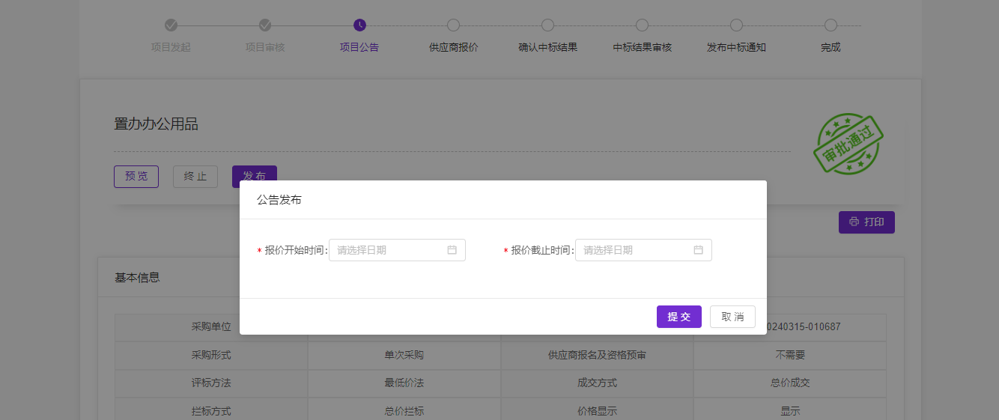 项目发起 项目审核 项目公告 供应商报价 确认中标结果 中标结果审核 发布中标通知 完成
置办办公用品
审批通过
预 览 终 止 发 布
公告发布
打印
* 报价开始时间: 请选择日期 * 报价截止时间: 请选择日期
基本信息
提 交 取 消
采购单位 0240315-010687
采购形式 单次采购 供应商报名及资格预审 不需要
评标方法 最低价法 成交方式 总价成交
拦标方式 总价拦标 价格显示 显示